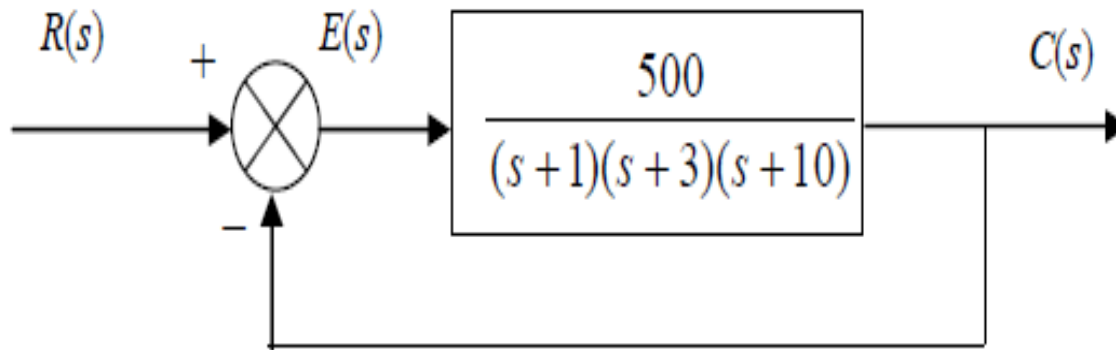 R(s)
+
E(s)
500
(s + 1)(s + 3)(s + 10)
C(s)
−